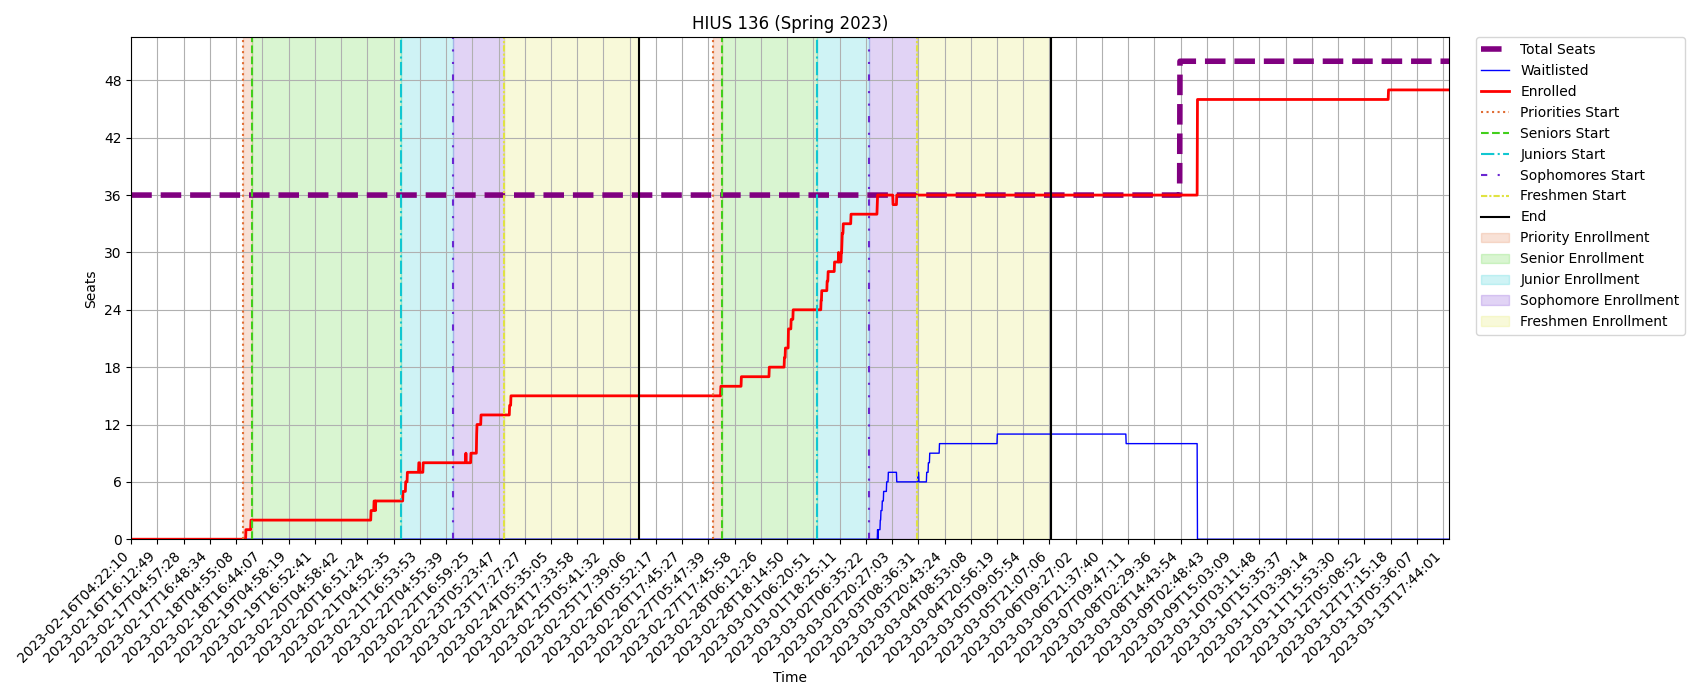 HIUS 136 (Spring 2023)
Seats
48
42
36
30
24
18
12
6
0
2023-02-16T04:22:10
2023-02-16T16:12:49
2023-02-17T04:57:28
2023-02-17T16:48:34
2023-02-18T04:55:08
2023-02-18T16:44:07
2023-02-19T04:58:19
2023-02-19T16:52:41
2023-02-20T04:58:42
2023-02-20T16:51:24
2023-02-21T04:52:35
2023-02-21T16:53:53
2023-02-22T04:55:39
2023-02-22T16:59:25
2023-02-23T05:23:47
2023-02-23T17:27:27
2023-02-24T05:35:05
2023-02-24T17:33:58
2023-02-25T05:41:32
2023-02-25T17:39:06
2023-02-26T05:52:17
2023-02-26T17:45:27
2023-02-27T05:47:39
2023-02-27T17:45:58
2023-02-28T06:12:26
2023-02-28T18:14:50
2023-03-01T06:20:51
2023-03-01T18:25:11
2023-03-02T06:35:22
2023-03-02T20:27:03
2023-03-03T08:36:31
2023-03-03T20:43:24
2023-03-04T08:53:08
2023-03-04T20:56:19
2023-03-05T09:05:54
2023-03-05T21:07:06
2023-03-06T09:27:02
2023-03-06T21:37:40
2023-03-07T09:47:11
2023-03-08T02:29:36
2023-03-08T14:43:54
2023-03-09T02:48:43
2023-03-09T15:03:09
2023-03-10T03:11:48
2023-03-10T15:35:37
2023-03-11T03:39:14
2023-03-11T15:53:30
2023-03-12T05:08:52
2023-03-12T17:15:18
2023-03-13T05:36:07
2023-03-13T17:44:01
Time
Total Seats
Waitlisted
Enrolled
Priorities Start
Seniors Start
Juniors Start
Sophomores Start
Freshmen Start
End
Priority Enrollment
Senior Enrollment
Junior Enrollment
Sophomore Enrollment
Freshmen Enrollment